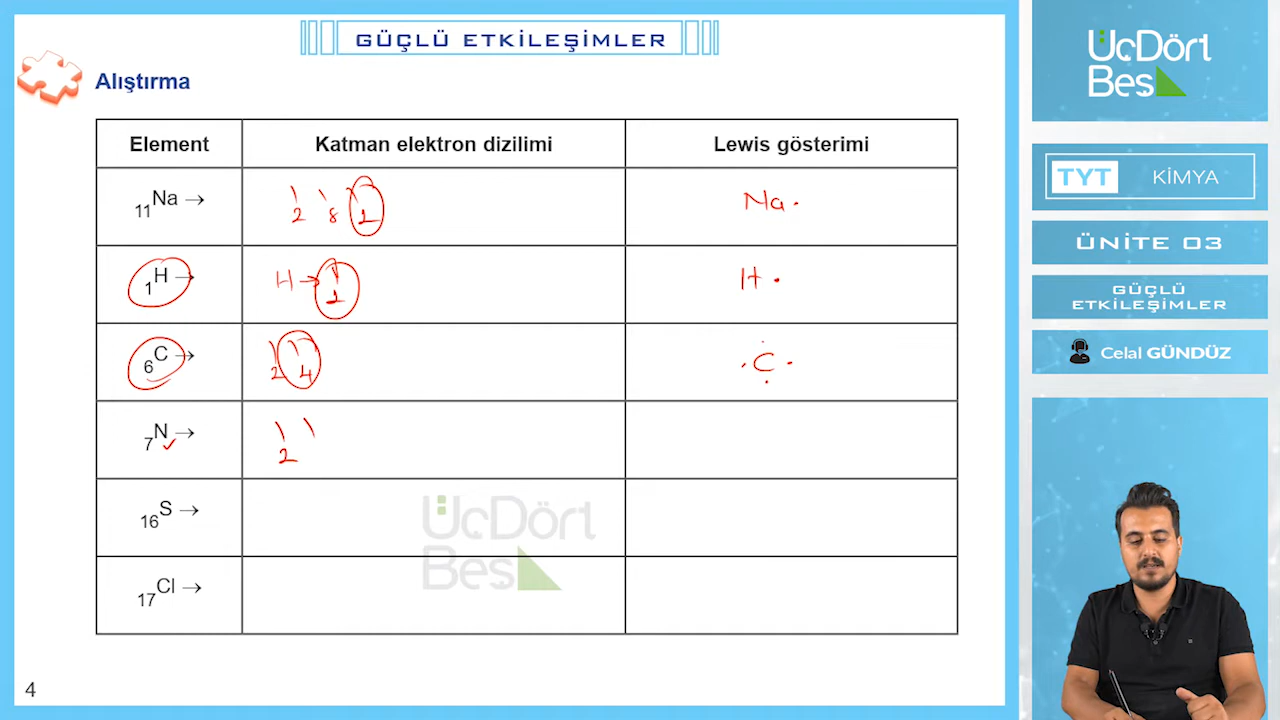 GÜÇLÜ ETKİLEŞİMLER
Alıştırma
Element Katman elektron dizilimi Lewis gösterimi
11Na → 2 8 1 Na·
1H → H → 1 H·
6C → 2 4 C
7N → 2
16S →
17Cl →
ÜçDört
Beş
4
ÜçDört
Beş
TYT KİMYA
ÜNİTE 03
GÜÇLÜ
ETKİLEŞİMLER
Celal GÜNDÜZ